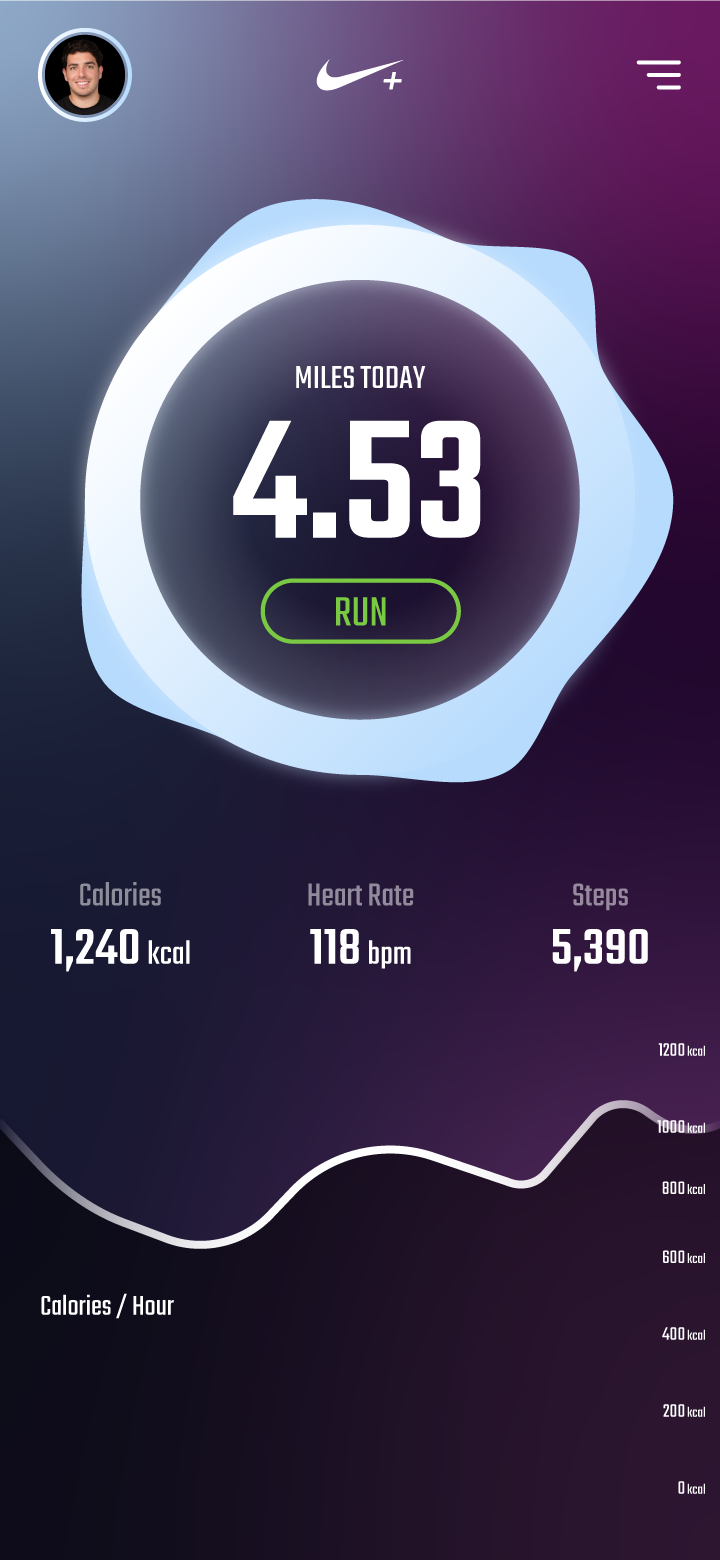 +
MILES TODAY
4.53
RUN
Calories
Heart Rate
Steps
1,240 kcal
118 bpm
5,390
1200 kcal
1000 kcal
800 kcal
600 kcal
Calories / Hour
400 kcal
200 kcal
0 kcal